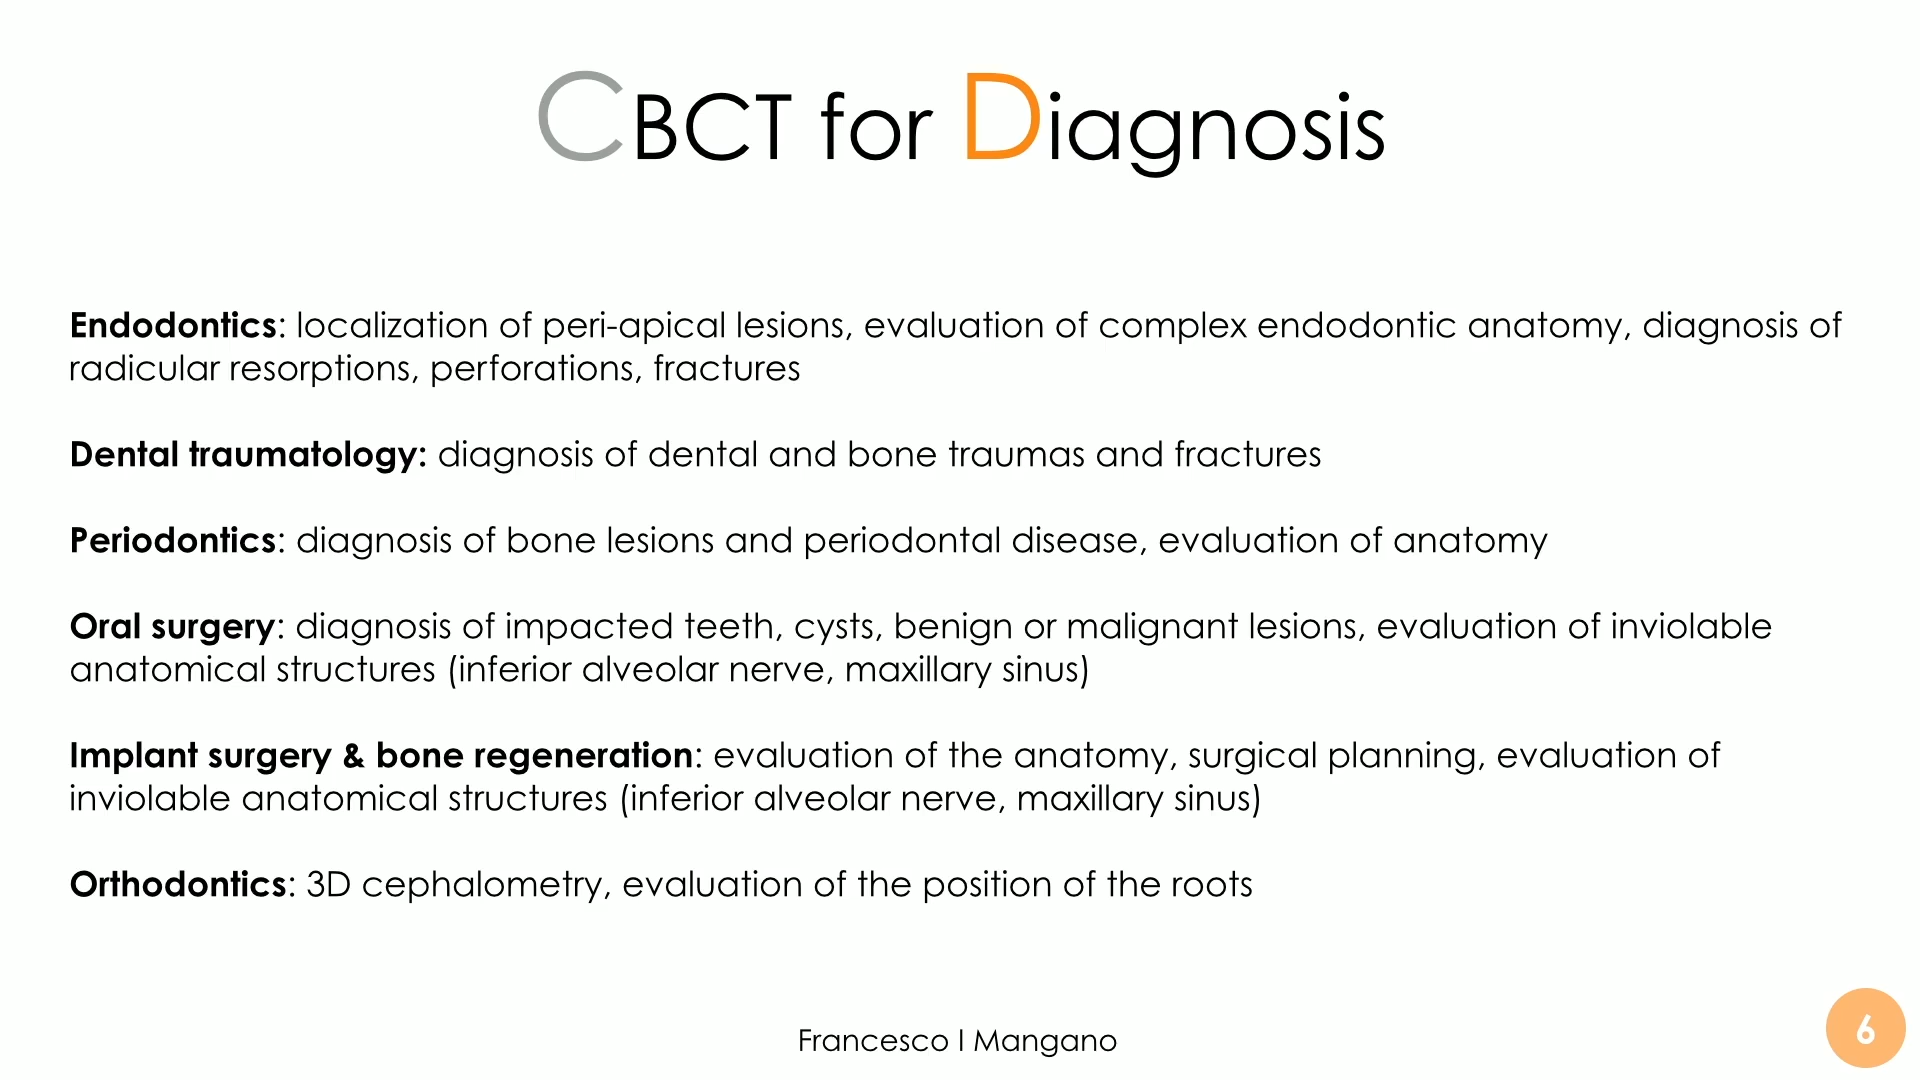 CBCT for Diagnosis
Endodontics: localization of peri-apical lesions, evaluation of complex endodontic anatomy, diagnosis of
radicular resorptions, perforations, fractures
Dental traumatology: diagnosis of dental and bone traumas and fractures
Periodontics: diagnosis of bone lesions and periodontal disease, evaluation of anatomy
Oral surgery: diagnosis of impacted teeth, cysts, benign or malignant lesions, evaluation of inviolable
anatomical structures (inferior alveolar nerve, maxillary sinus)
Implant surgery & bone regeneration: evaluation of the anatomy, surgical planning, evaluation of
inviolable anatomical structures (inferior alveolar nerve, maxillary sinus)
Orthodontics: 3D cephalometry, evaluation of the position of the roots
Francesco I Mangano
6